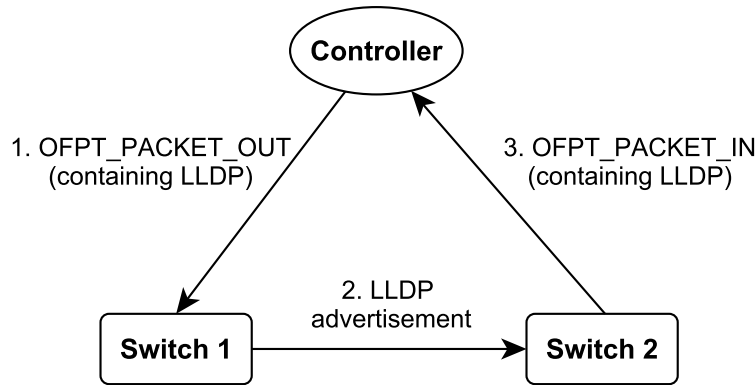 Controller
1. OFPT_PACKET_OUT
(containing LLDP)
3. OFPT_PACKET_IN
(containing LLDP)
2. LLDP
advertisement
Switch 1
Switch 2